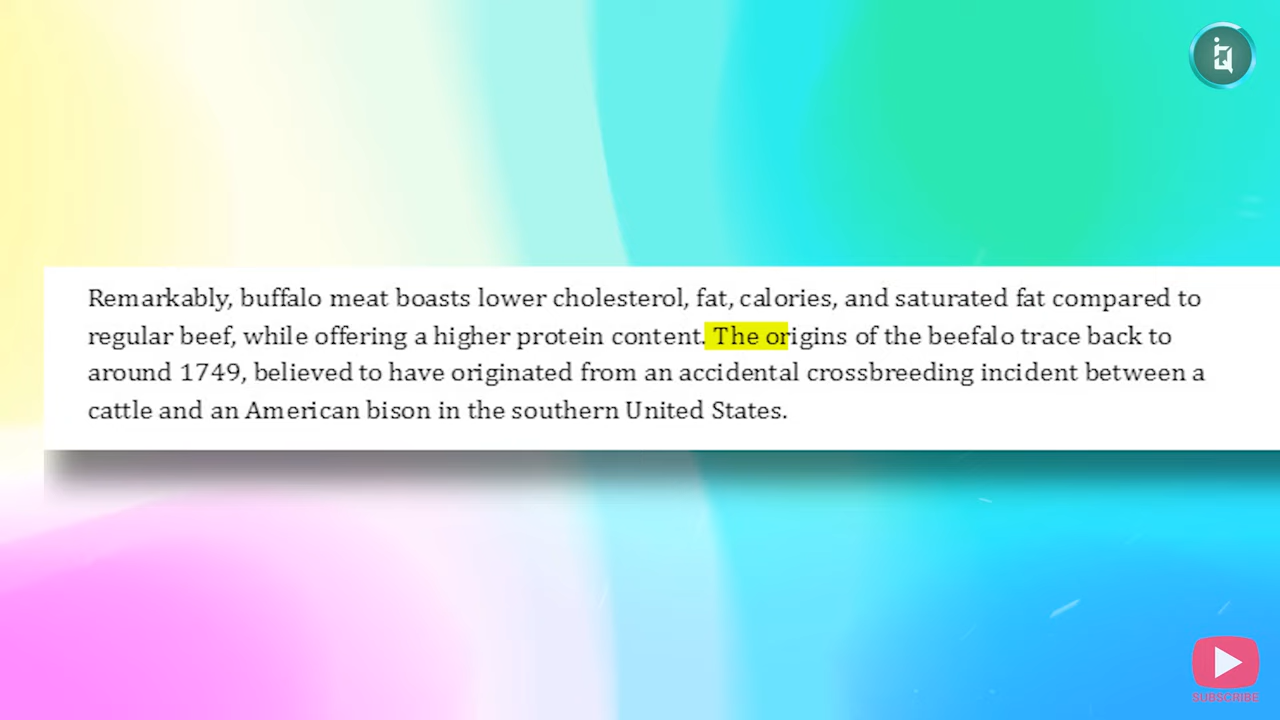 Remarkably, buffalo meat boasts lower cholesterol, fat, calories, and saturated fat compared to
regular beef, while offering a higher protein content. The origins of the beefalo trace back to
around 1749, believed to have originated from an accidental crossbreeding incident between a
cattle and an American bison in the southern United States.
SUBSCRIBE